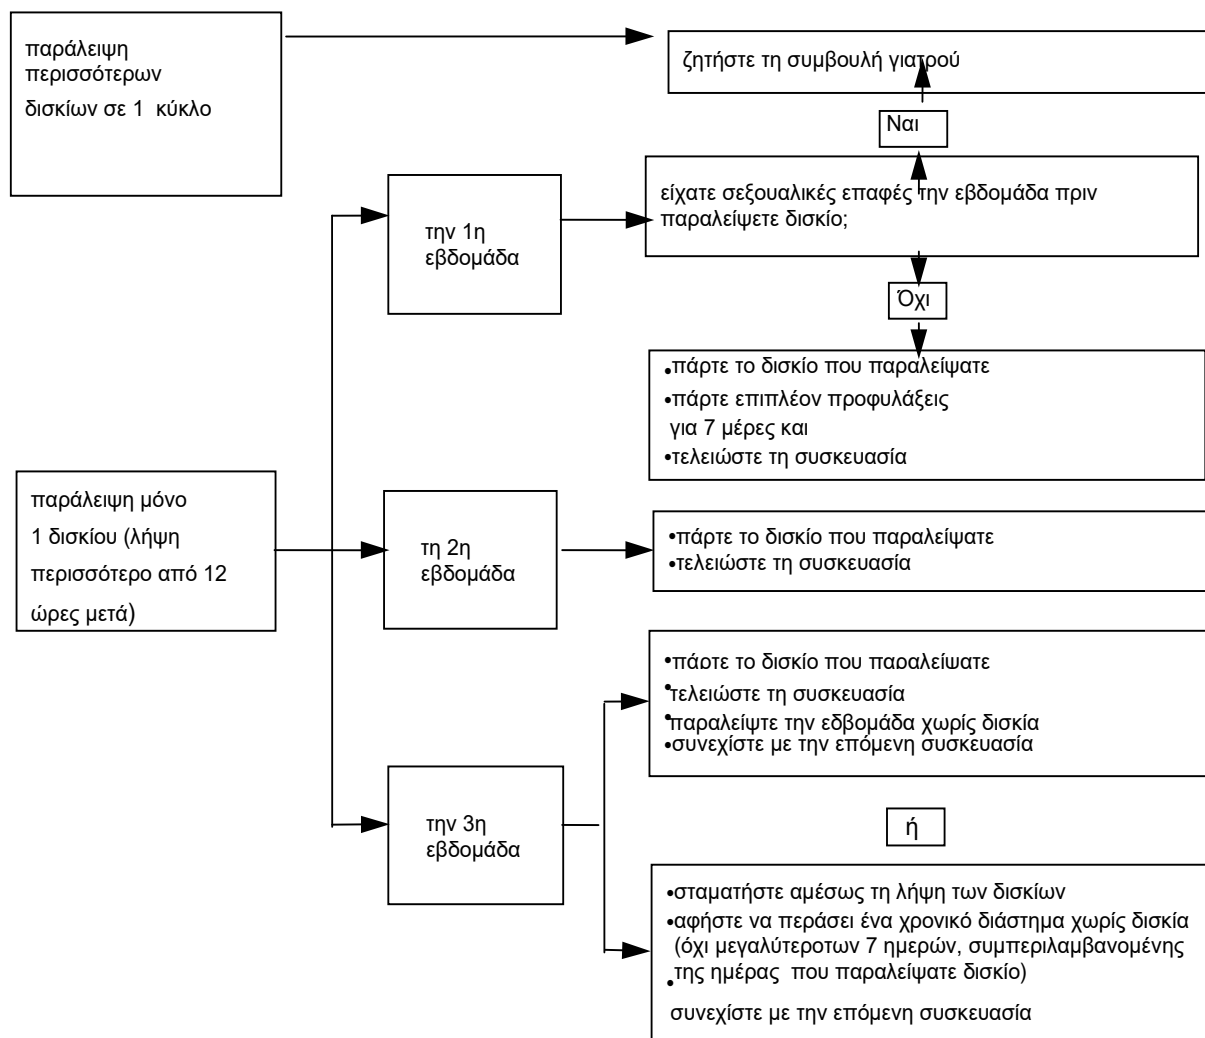 παράλειψη
περισσότερων
δισκίων σε 1 κύκλο
ζητήστε τη συμβουλή γιατρού
Ναι
την 1η
εβδομάδα
είχατε σεξουαλικές επαφές την εβδομάδα πριν
παραλείψετε δισκίο;
Όχι
•πάρτε το δισκίο που παραλείψατε
•πάρτε επιπλέον προφυλάξεις
για 7 μέρες και
•τελειώστε τη συσκευασία
παράλειψη μόνο
1 δισκίου (λήψη
περισσότερο από 12
ώρες μετά)
τη 2η
εβδομάδα
•πάρτε το δισκίο που παραλείψατε
•τελειώστε τη συσκευασία
•πάρτε το δισκίο που παραλείψατε
•τελειώστε τη συσκευασία
•παραλείψτε την εδβομάδα χωρίς δισκία
•συνεχίστε με την επόμενη συσκευασία
την 3η
εβδομάδα
ή
•σταματήστε αμέσως τη λήψη των δισκίων
•αφήστε να περάσει ένα χρονικό διάστημα χωρίς δισκία
(όχι μεγαλύτεροτων 7 ημερών, συμπεριλαμβανομένης
της ημέρας που παραλείψατε δισκίο)
•
συνεχίστε με την επόμενη συσκευασία